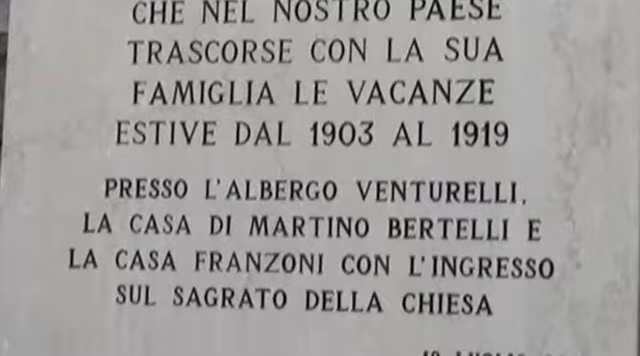 CHE NEL NOSTRO PAESE
TRASCORSE CON LA SUA
FAMIGLIA LE VACANZE
ESTIVE DAL 1903 AL 1919
PRESSO L'ALBERGO VENTURELLI,
LA CASA DI MARTINO BERTELLI E
LA CASA FRANZONI CON L'INGRESSO
SUL SAGRATO DELLA CHIESA